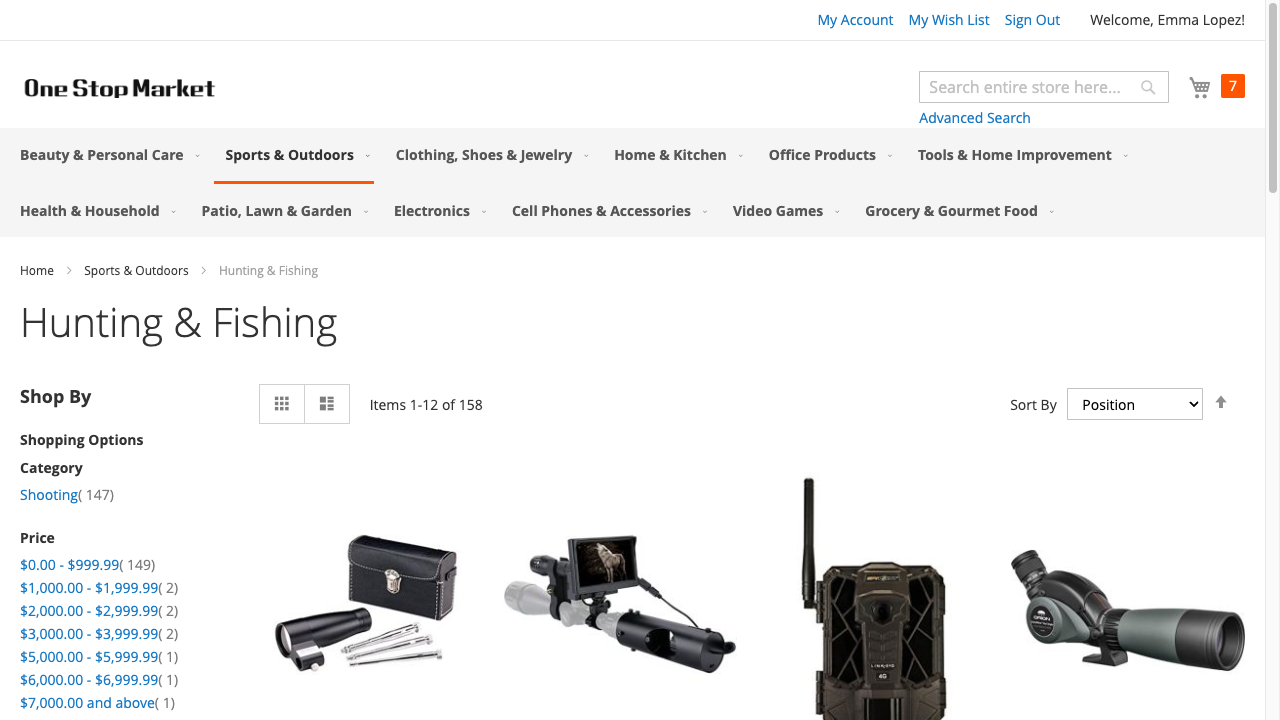 My Account My Wish List Sign Out Welcome, Emma Lopez!
One Stop Market
Search entire store here...
7
Advanced Search
Beauty & Personal Care Sports & Outdoors Clothing, Shoes & Jewelry Home & Kitchen Office Products Tools & Home Improvement
Health & Household Patio, Lawn & Garden Electronics Cell Phones & Accessories Video Games Grocery & Gourmet Food
Home Sports & Outdoors Hunting & Fishing
Hunting & Fishing
Shop By
Items 1-12 of 158
Sort By Position
Shopping Options
Category
Shooting( 147)
Price
$0.00 - $999.99( 149)
$1,000.00 - $1,999.99( 2)
$2,000.00 - $2,999.99( 2)
$3,000.00 - $3,999.99( 2)
$5,000.00 - $5,999.99( 1)
$6,000.00 - $6,999.99( 1)
$7,000.00 and above( 1)
4G